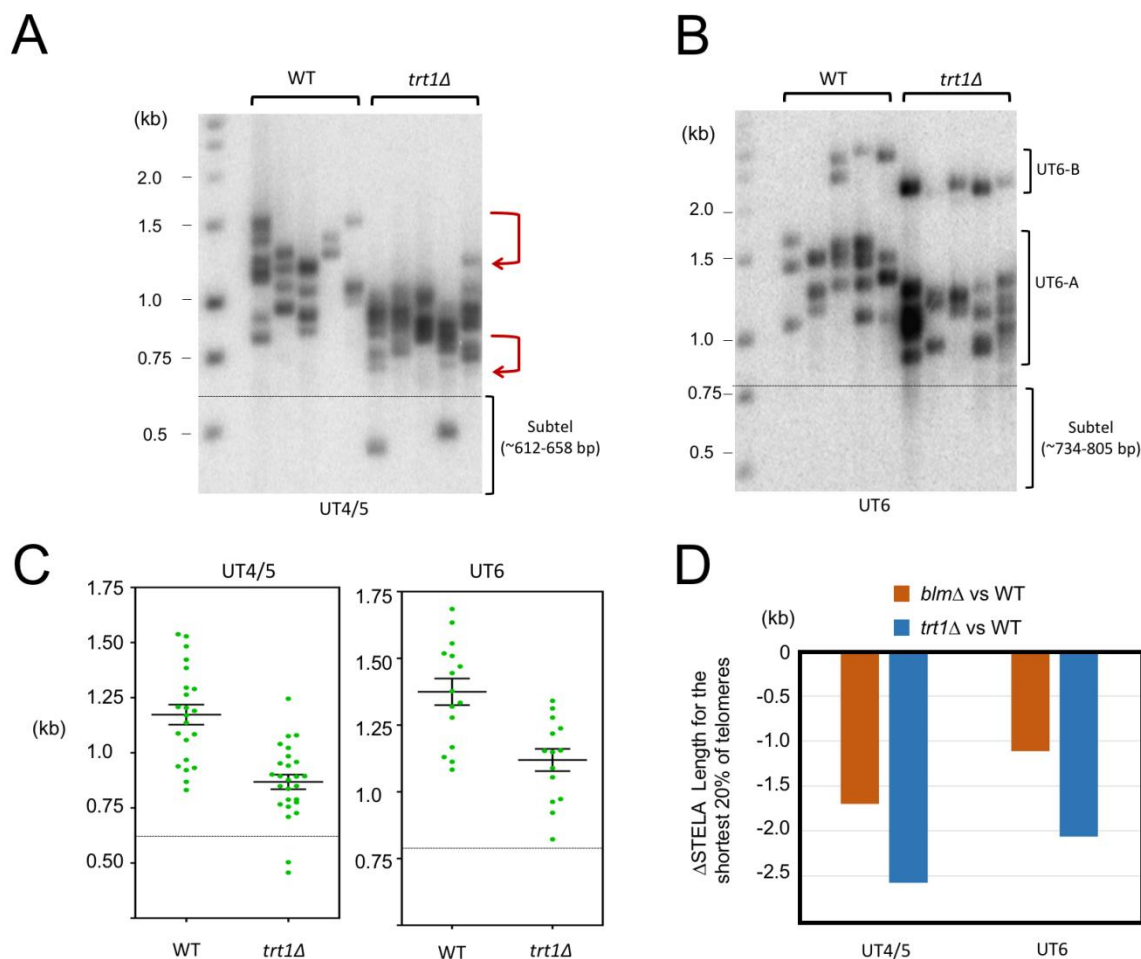 A
WT
trt1Δ
(kb)
2.0
1.5
1.0
0.75
0.5
Subtel
(~612-658 bp)
UT4/5
B
WT
trt1Δ
(kb)
2.0
1.5
1.0
0.75
0.5
UT6-B
UT6-A
Subtel
(~734-805 bp)
UT6
C
UT4/5
UT6
(kb)
1.75
1.50
1.25
1.0
0.75
0.50
WT
trt1Δ
1.75
1.50
1.25
1.0
0.75
WT
trt1Δ
D
blmΔ vs WT
trt1Δ vs WT
(kb)
ΔSTELA Length for the
shortest 20% of telomeres
0
-0.5
-1.0
-1.5
-2.0
-2.5
UT4/5
UT6